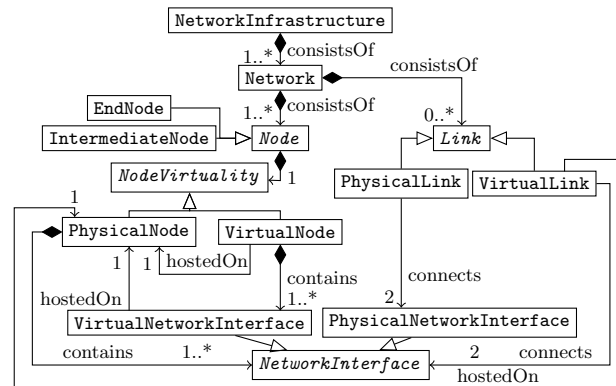 NetworkInfrastructure
consistsOf
1..*
Network
consistsOf
consistsOf
1..*
0..*
EndNode
IntermediateNode
Node
Link
NodeVirtuality
1
PhysicalLink
VirtualLink
1
PhysicalNode
VirtualNode
1
1
hostedOn
contains
connects
hostedOn
1..*
2
VirtualNetworkInterface
PhysicalNetworkInterface
contains
1..*
NetworkInterface
2
connects
hostedOn